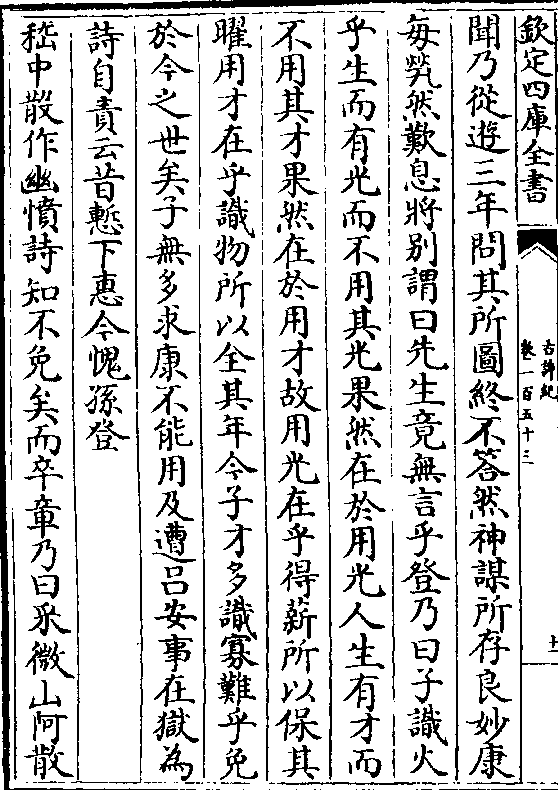 欽定四庫全書
古詩紀
卷一百五十三
十
聞乃從遊三年問其所圖終不答然神謀所存良妙康
每㷀然歎息將别謂曰先生竟無言乎登乃曰子識火
乎生而有光而不用其光果然在於用光人生有才而
不用其才果然在於用才故用光在乎得薪所以保其
曜用才在乎識物所以全其年今子才多識寡難乎免
於今之世矣子無多求康不能用及遭吕安事在獄為
詩自責云昔慙下惠今愧孫登
嵇中散作幽憤詩知不免矣而卒章乃曰采微山阿散